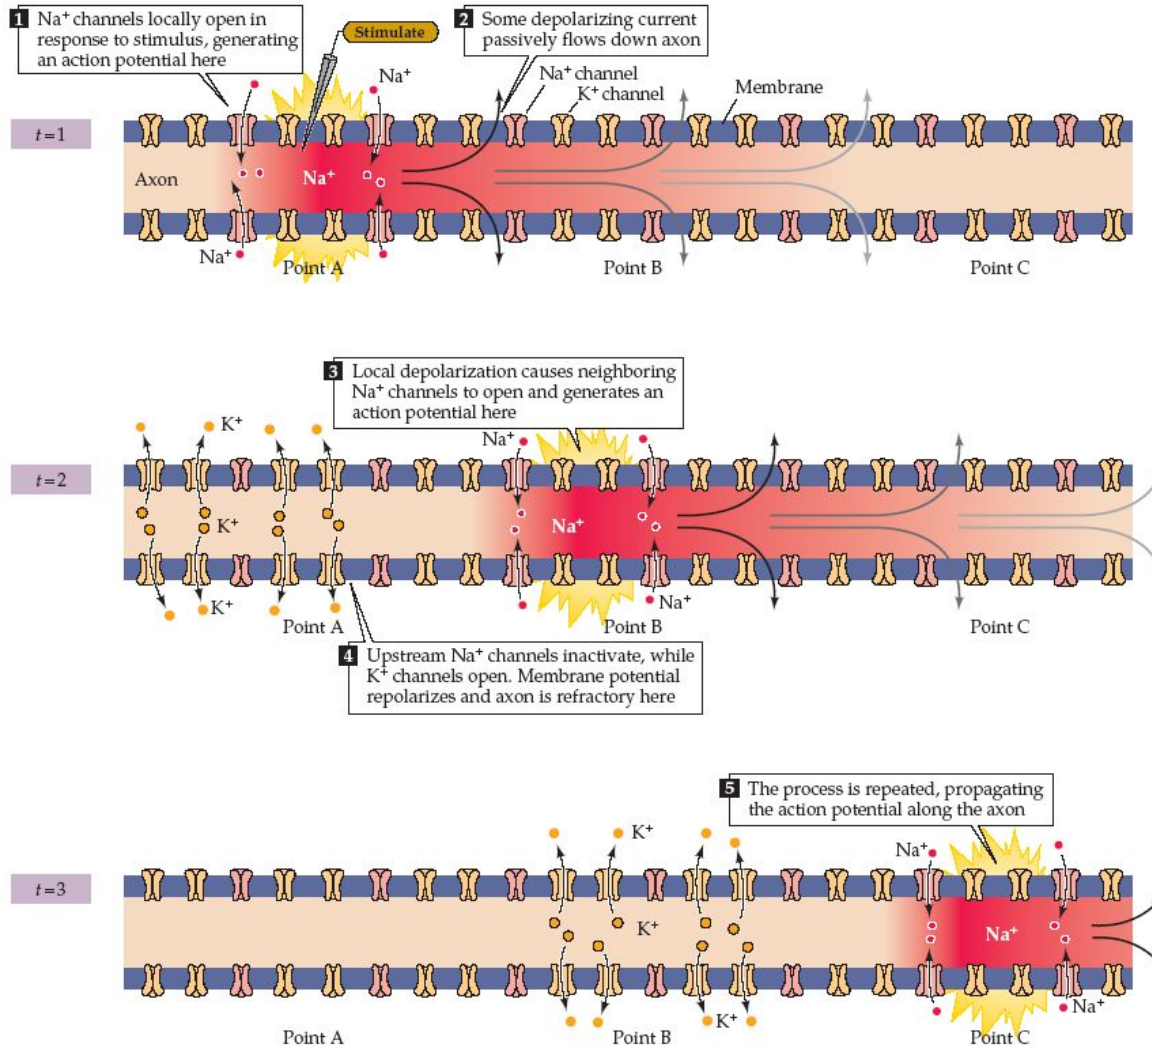 1 Na⁺ channels locally open in
response to stimulus, generating
an action potential here
Stimulate
2 Some depolarizing current
passively flows down axon
Na⁺
Na⁺ channel
K⁺ channel
Membrane
t=1
Axon
Na⁺
Na⁺
Point A
Point B
Point C
3 Local depolarization causes neighboring
Na⁺ channels to open and generates an
action potential here
K⁺
Na⁺
t=2
K⁺
Na⁺
K⁺
Na⁺
Point A
Point B
Point C
4 Upstream Na⁺ channels inactivate, while
K⁺ channels open. Membrane potential
repolarizes and axon is refractory here
5 The process is repeated, propagating
the action potential along the axon
K⁺
Na⁺
t=3
K⁺
Na⁺
K⁺
Na⁺
Point A
Point B
Point C